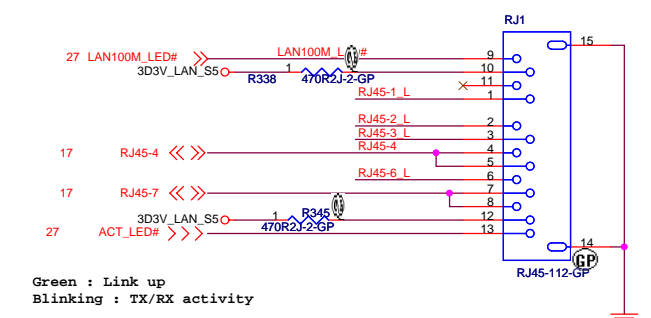 RJ1
15
27 LAN100M_LED# LAN100M_L #
9
3D3V_LAN_S5 R338 1 470R2J-2-GP
10
11
RJ45-1_L 1
RJ45-2_L 2
RJ45-3_L 3
17 RJ45-4 RJ45-4 4
5
RJ45-6_L 6
17 RJ45-7 7
8
3D3V_LAN_S5 1 R345 470R2J-2-GP 12
27 ACT_LED# 13
14
GP
RJ45-112-GP
Green : Link up
Blinking : TX/RX activity